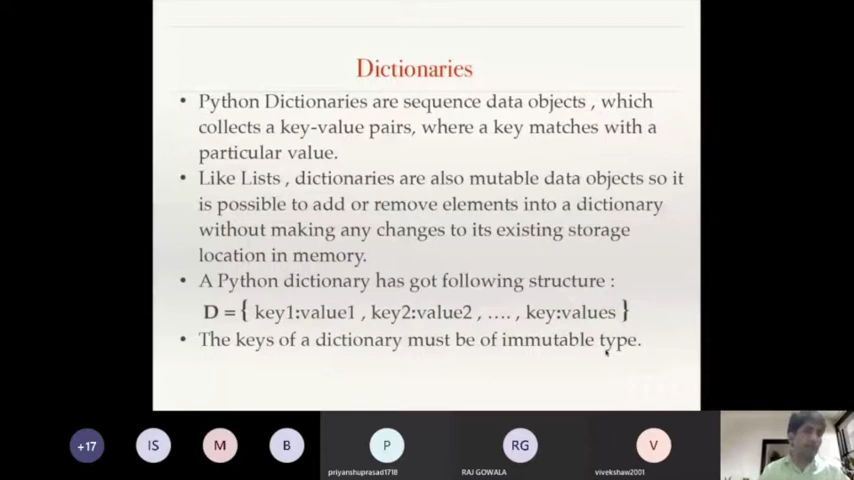 Dictionaries
• Python Dictionaries are sequence data objects , which
collects a key-value pairs, where a key matches with a
particular value.
• Like Lists , dictionaries are also mutable data objects so it
is possible to add or remove elements into a dictionary
without making any changes to its existing storage
location in memory.
• A Python dictionary has got following structure :
D = { key1:value1 , key2:value2 , …. , key:values }
• The keys of a dictionary must be of immutable type.
+17 IS M B P RG V
priyanshuprasad1718 RAJ GOWALA vivekshaw2001